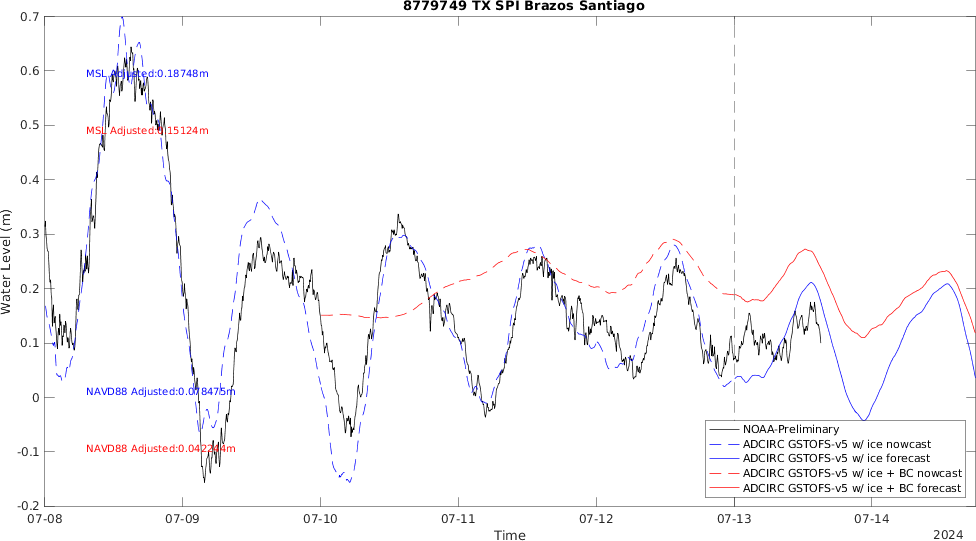 8779749 TX SPI Brazos Santiago
0.7
0.6
0.5
0.4
0.3
0.2
0.1
0
-0.1
-0.2
Water Level (m)
MSL Adjusted:0.18748m
MSL Adjusted:0.15124m
NAVD88 Adjusted:0.078475m
NAVD88 Adjusted:
NOAA-Preliminary
ADCIRC GSTOFS-v5 w/ ice nowcast
ADCIRC GSTOFS-v5 w/ ice forecast
ADCIRC GSTOFS-v5 w/ ice + BC nowcast
ADCIRC GSTOFS-v5 w/ ice + BC forecast
07-08
07-09
07-10
07-11
07-12
07-13
07-14
Time
2024